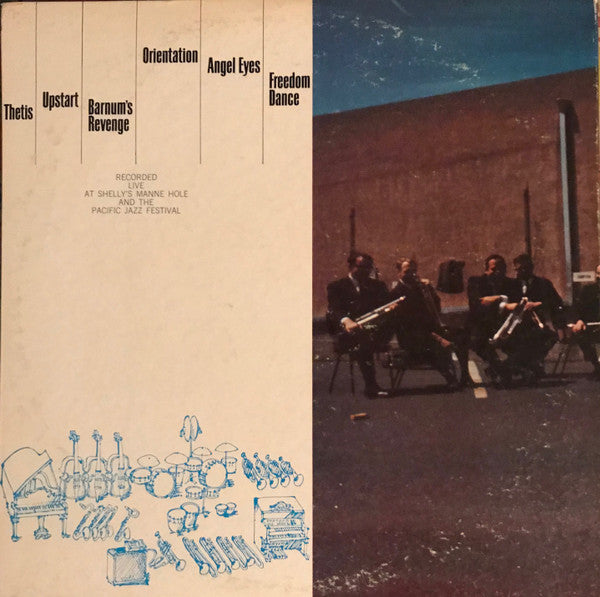 Thetis
Upstart
Barnum's
Revenge
Orientation
Angel Eyes
Freedom
Dance
RECORDED
LIVE
AT SHELLY'S MANNE HOLE
AND THE
PACIFIC JAZZ FESTIVAL